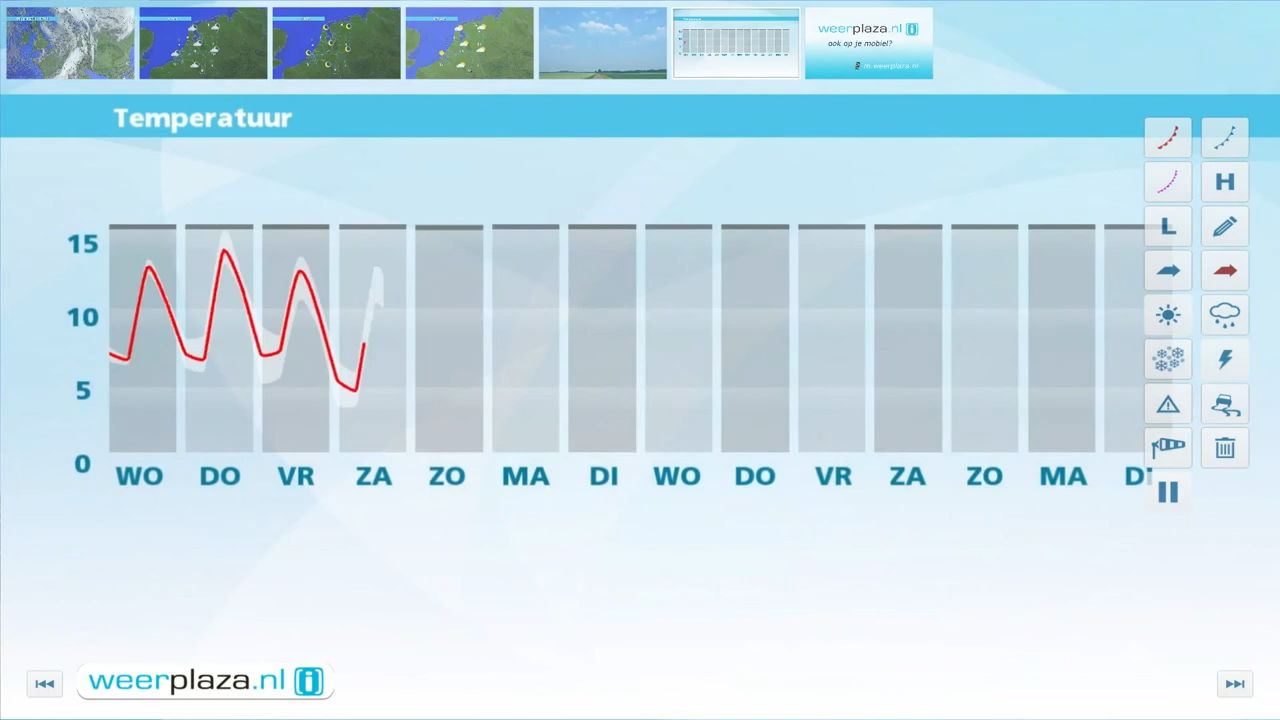 weerplaza.nl i
ook op je mobiel?
m.weerplaza.nl
Temperatuur
H
L
15
10
5
0
WO DO VR ZA ZO MA DI WO DO VR ZA ZO MA DI
weerplaza.nl i